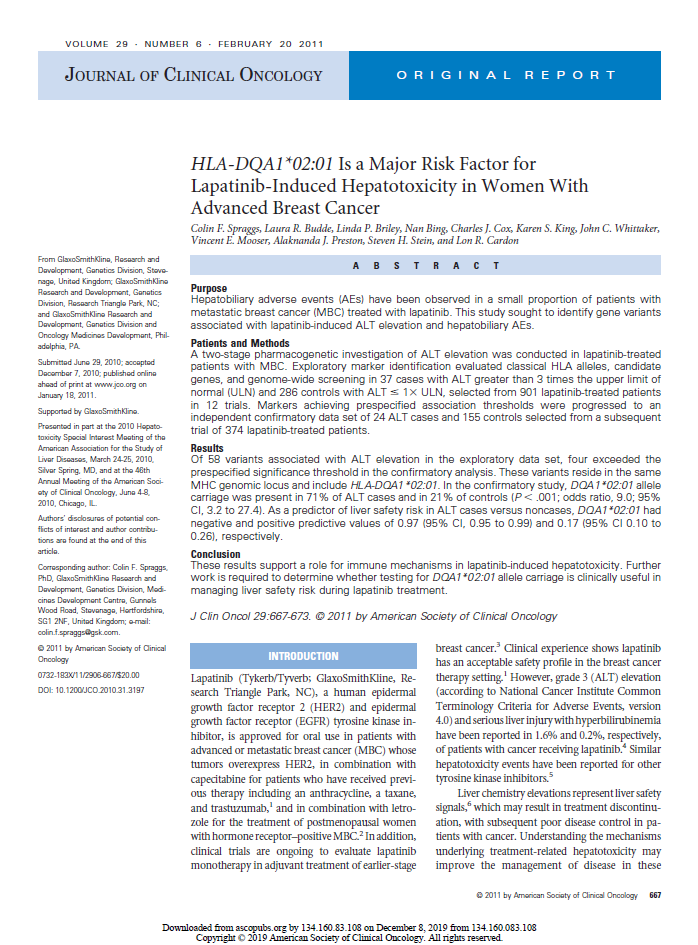 VOLUME 29 · NUMBER 6 · FEBRUARY 20 2011
JOURNAL OF CLINICAL ONCOLOGY
ORIGINAL REPORT
HLA-DQA1*02:01 Is a Major Risk Factor for
Lapatinib-Induced Hepatotoxicity in Women With
Advanced Breast Cancer
Colin F. Spraggs, Laura R. Budde, Linda P. Briley, Nan Bing, Charles J. Cox, Karen S. King, John C. Whittaker,
Vincent E. Mooser, Alaknanda J. Preston, Steven H. Stein, and Lon R. Cardon
From GlaxoSmithKline, Research and
Development, Genetics Division, Steve-
nage, United Kingdom; GlaxoSmithKline
Research and Development, Genetics
Division, Research Triangle Park, NC;
and GlaxoSmithKline Research and
Development, Genetics Division and
Oncology Medicines Development, Phil-
adelphia, PA.
Submitted June 29, 2010; accepted
December 7, 2010; published online
ahead of print at www.jco.org on
January 18, 2011.
Supported by GlaxoSmithKline.
Presented in part at the 2010 Hepato-
toxicity Special Interest Meeting of the
American Association for the Study of
Liver Diseases, March 24-25, 2010,
Silver Spring, MD, and at the 46th
Annual Meeting of the American Soci-
ety of Clinical Oncology, June 4-8,
2010, Chicago, IL.
Authors' disclosures of potential con-
flicts of interest and author contribu-
tions are found at the end of this
article.
Corresponding author: Colin F. Spraggs,
PhD, GlaxoSmithKline Research and
Development, Genetics Division, Medi-
cines Development Centre, Gunnels
Wood Road, Stevenage, Hertfordshire,
SG1 2NF, United Kingdom; e-mail:
colin.f.spraggs@gsk.com.
© 2011 by American Society of Clinical
Oncology
0732-183X/11/2906-667/$20.00
DOI: 10.1200/JCO.2010.31.3197
ABSTRACT
Purpose
Hepatobiliary adverse events (AEs) have been observed in a small proportion of patients with
metastatic breast cancer (MBC) treated with lapatinib. This study sought to identify gene variants
associated with lapatinib-induced ALT elevation and hepatobiliary AEs.
Patients and Methods
A two-stage pharmacogenetic investigation of ALT elevation was conducted in lapatinib-treated
patients with MBC. Exploratory marker identification evaluated classical HLA alleles, candidate
genes, and genome-wide screening in 37 cases with ALT greater than 3 times the upper limit of
normal (ULN) and 286 controls with ALT ≤ 1× ULN, selected from 901 lapatinib-treated patients
in 12 trials. Markers achieving prespecified association thresholds were progressed to an
independent confirmatory data set of 24 ALT cases and 155 controls selected from a subsequent
trial of 374 lapatinib-treated patients.
Results
Of 58 variants associated with ALT elevation in the exploratory data set, four exceeded the
prespecified significance threshold in the confirmatory analysis. These variants reside in the same
MHC genomic locus and include HLA-DQA1*02:01. In the confirmatory study, DQA1*02:01 allele
carriage was present in 71% of ALT cases and in 21% of controls (P < .001; odds ratio, 9.0; 95%
CI, 3.2 to 27.4). As a predictor of liver safety risk in ALT cases versus noncases, DQA1*02:01 had
negative and positive predictive values of 0.97 (95% CI, 0.95 to 0.99) and 0.17 (95% CI 0.10 to
0.26), respectively.
Conclusion
These results support a role for immune mechanisms in lapatinib-induced hepatotoxicity. Further
work is required to determine whether testing for DQA1*02:01 allele carriage is clinically useful in
managing liver safety risk during lapatinib treatment.
J Clin Oncol 29:667-673. © 2011 by American Society of Clinical Oncology
INTRODUCTION
Lapatinib (Tykerb/Tyverb; GlaxoSmithKline, Re-
search Triangle Park, NC), a human epidermal
growth factor receptor 2 (HER2) and epidermal
growth factor receptor (EGFR) tyrosine kinase in-
hibitor, is approved for oral use in patients with
advanced or metastatic breast cancer (MBC) whose
tumors overexpress HER2, in combination with
capecitabine for patients who have received previ-
ous therapy including an anthracycline, a taxane,
and trastuzumab,1 and in combination with letro-
zole for the treatment of postmenopausal women
with hormone receptor–positive MBC.2 In addition,
clinical trials are ongoing to evaluate lapatinib
monotherapy in adjuvant treatment of earlier-stage
breast cancer.3 Clinical experience shows lapatinib
has an acceptable safety profile in the breast cancer
therapy setting.1 However, grade 3 (ALT) elevation
(according to National Cancer Institute Common
Terminology Criteria for Adverse Events, version
4.0) and serious liver injury with hyperbilirubinemia
have been reported in 1.6% and 0.2%, respectively,
of patients with cancer receiving lapatinib.4 Similar
hepatotoxicity events have been reported for other
tyrosine kinase inhibitors.5
Liver chemistry elevations represent liver safety
signals,6 which may result in treatment discontinu-
ation, with subsequent poor disease control in pa-
tients with cancer. Understanding the mechanisms
underlying treatment-related hepatotoxicity may
improve the management of disease in these
© 2011 by American Society of Clinical Oncology 667
Downloaded from ascopubs.org by 134.160.83.108 on December 8, 2019 from 134.160.083.108
Copyright © 2019 American Society of Clinical Oncology. All rights reserved.